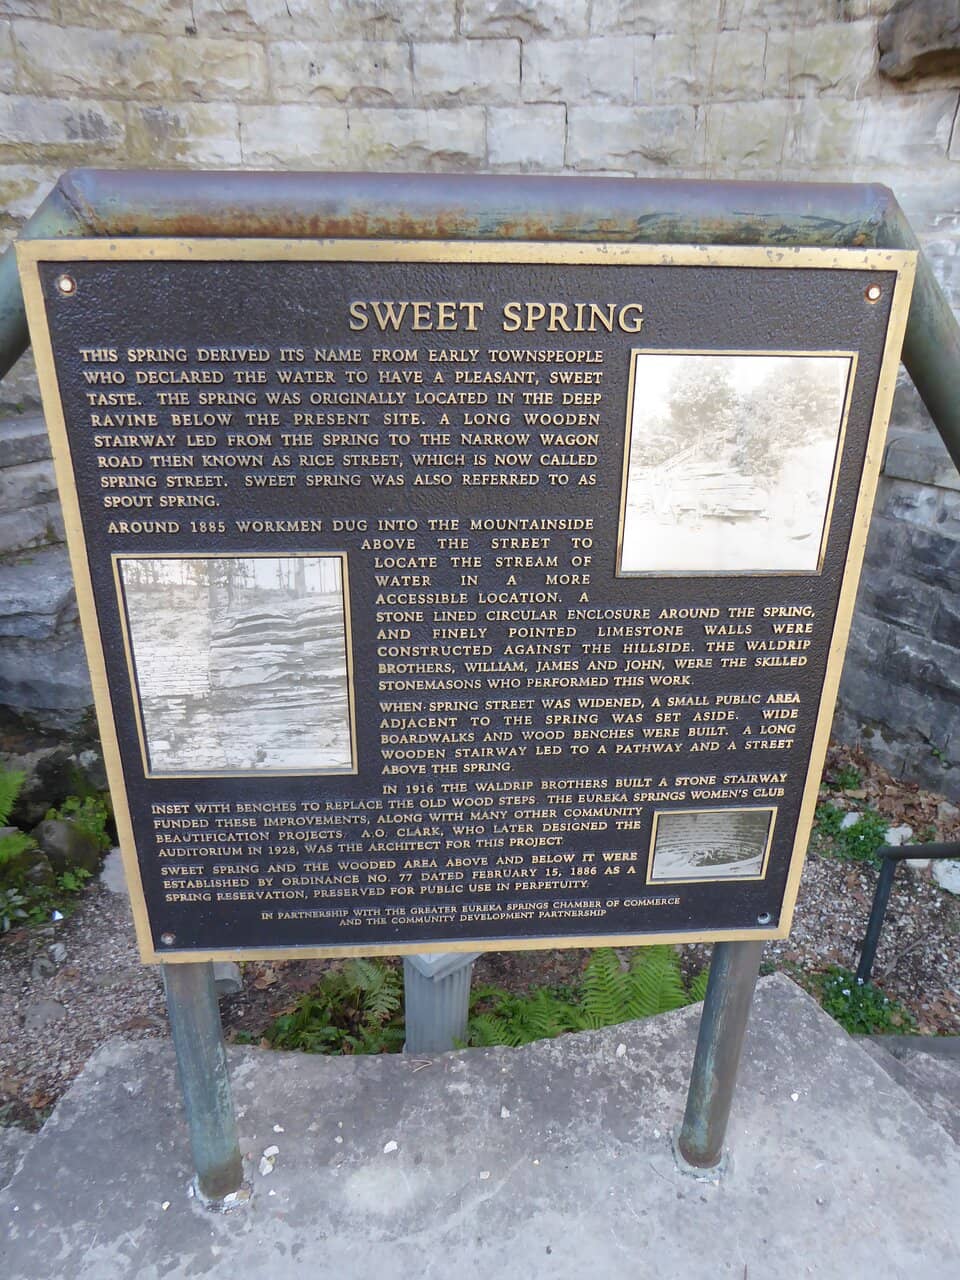 SWEET SPRING
THIS SPRING DERIVED ITS NAME FROM EARLY TOWNSPEOPLE
WHO DECLARED THE WATER TO HAVE A PLEASANT, SWEET
TASTE. THE SPRING WAS ORIGINALLY LOCATED IN THE DEEP
RAVINE BELOW THE PRESENT SITE. A LONG WOODEN
STAIRWAY LED FROM THE SPRING TO THE NARROW WAGON
ROAD THEN KNOWN AS RICE STREET, WHICH IS NOW CALLED
SPRING STREET. SWEET SPRING WAS ALSO REFERRED TO AS
SPOUT SPRING.
AROUND 1885 WORKMEN DUG INTO THE MOUNTAINSIDE
ABOVE THE STREET TO
LOCATE THE STREAM OF
WATER IN A MORE
ACCESSIBLE LOCATION. A
STONE LINED CIRCULAR ENCLOSURE AROUND THE SPRING,
AND FINELY POINTED LIMESTONE WALLS WERE
CONSTRUCTED AGAINST THE HILLSIDE. THE WALDRIP
BROTHERS, WILLIAM, JAMES AND JOHN, WERE THE SKILLED
STONEMASONS WHO PERFORMED THIS WORK.
WHEN SPRING STREET WAS WIDENED, A SMALL PUBLIC AREA
ADJACENT TO THE SPRING WAS SET ASIDE. WIDE
BOARDWALKS AND WOOD BENCHES WERE BUILT. A LONG
WOODEN STAIRWAY LED TO A PATHWAY AND A STREET
ABOVE THE SPRING.
IN 1916 THE WALDRIP BROTHERS BUILT A STONE STAIRWAY
INSET WITH BENCHES TO REPLACE THE OLD WOOD STEPS. THE EUREKA SPRINGS WOMEN'S CLUB
FUNDED THESE IMPROVEMENTS, ALONG WITH MANY OTHER COMMUNITY
BEAUTIFICATION PROJECTS. A.O. CLARK, WHO LATER DESIGNED THE
AUDITORIUM IN 1928, WAS THE ARCHITECT FOR THIS PROJECT.
SWEET SPRING AND THE WOODED AREA ABOVE AND BELOW IT WERE
ESTABLISHED BY ORDINANCE NO. 77 DATED FEBRUARY 15, 1886 AS A
SPRING RESERVATION, PRESERVED FOR PUBLIC USE IN PERPETUITY.
IN PARTNERSHIP WITH THE GREATER EUREKA SPRINGS CHAMBER OF COMMERCE
AND THE COMMUNITY DEVELOPMENT PARTNERSHIP